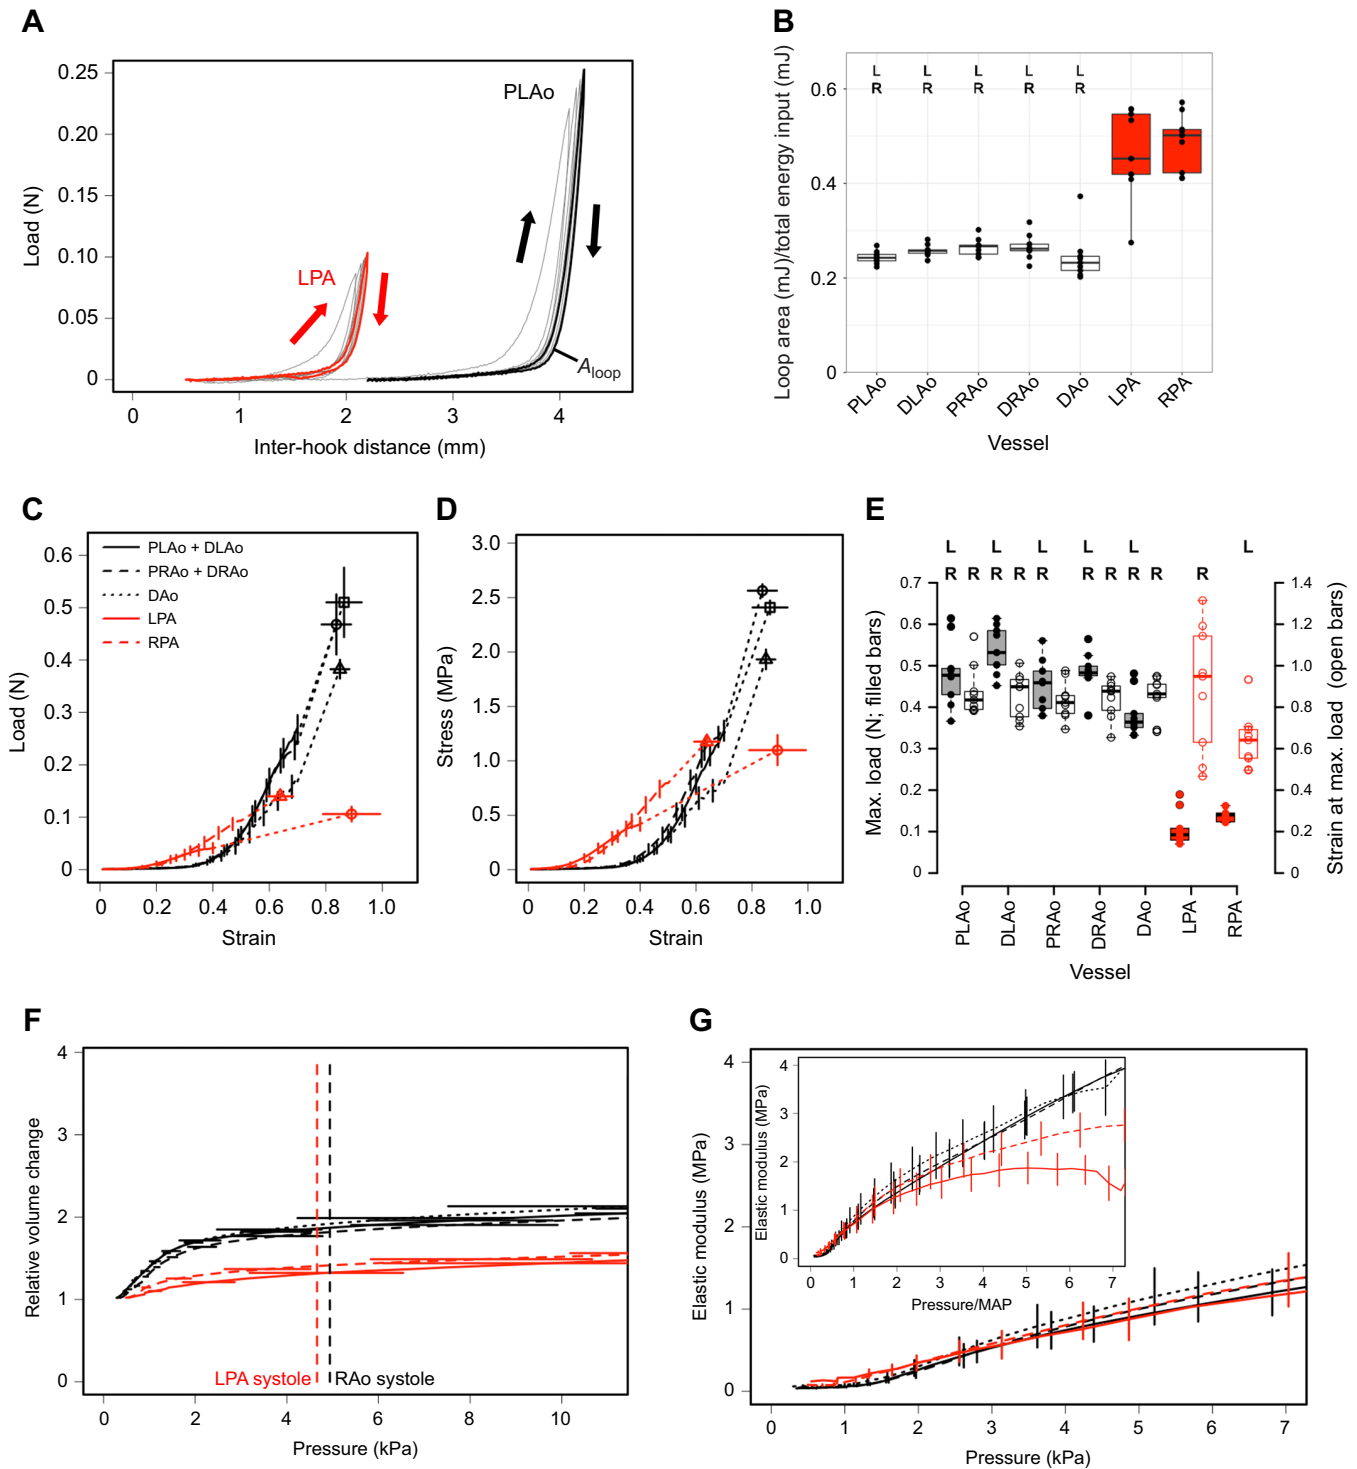 A
Load (N)
0.25
0.20
0.15
0.10
0.05
0
PLAo
LPA
Aloop
0 1 2 3 4
Inter-hook distance (mm)
B
Loop area (mJ)/total energy input (mJ)
0.6
0.4
0.2
0
L L L L L
R R R R R
PLAo DLAo PRAo DRAo DAo LPA RPA
Vessel
C
Load (N)
0.6
0.5
0.4
0.3
0.2
0.1
0
PLAo + DLAo
PRAo + DRAo
DAo
LPA
RPA
0 0.2 0.4 0.6 0.8 1.0
Strain
D
Stress (MPa)
3.0
2.5
2.0
1.5
1.0
0.5
0
0 0.2 0.4 0.6 0.8 1.0
Strain
E
L L L L L L
R R R R R R R R R R
Max. load (N; filled bars)
0.7
0.6
0.5
0.4
0.3
0.2
0.1
0
1.4
1.2
1.0
0.8
0.6
0.4
0.2
0
Strain at max. load (open bars)
PLAo DLAo PRAo DRAo DAo LPA RPA
Vessel
F
Relative volume change
4
3
2
1
0
LPA systole RAo systole
0 2 4 6 8 10
Pressure (kPa)
G
Elastic modulus (MPa)
4
3
2
1
0
Elastic modulus (MPa)
4
3
2
1
0
0 1 2 3 4 5 6 7
Pressure/MAP
0 1 2 3 4 5 6 7
Pressure (kPa)